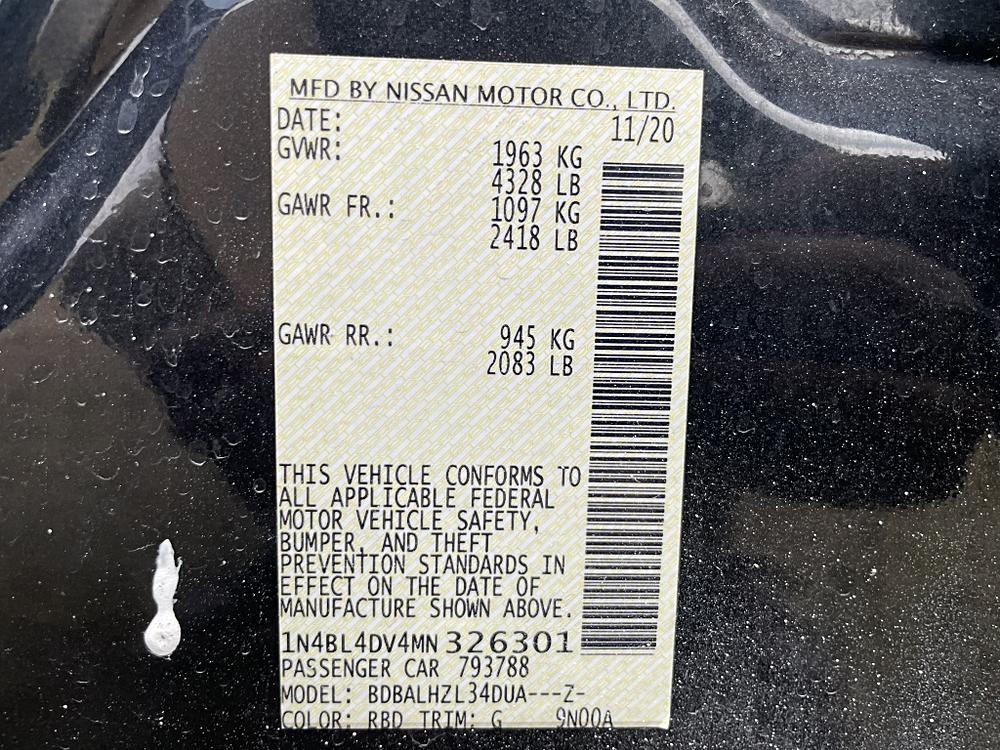 MFD BY NISSAN MOTOR CO., LTD.
DATE: 11/20
GVWR: 1963 KG
4328 LB
GAWR FR.: 1097 KG
2418 LB
GAWR RR.: 945 KG
2083 LB
THIS VEHICLE CONFORMS TO
ALL APPLICABLE FEDERAL
MOTOR VEHICLE SAFETY,
BUMPER, AND THEFT
PREVENTION STANDARDS IN
EFFECT ON THE DATE OF
MANUFACTURE SHOWN ABOVE.
1N4BL4DV4MN 326301
PASSENGER CAR 793788
MODEL: BDBALHZL34DUA---Z-
COLOR: RBD TRIM: G 9N00A